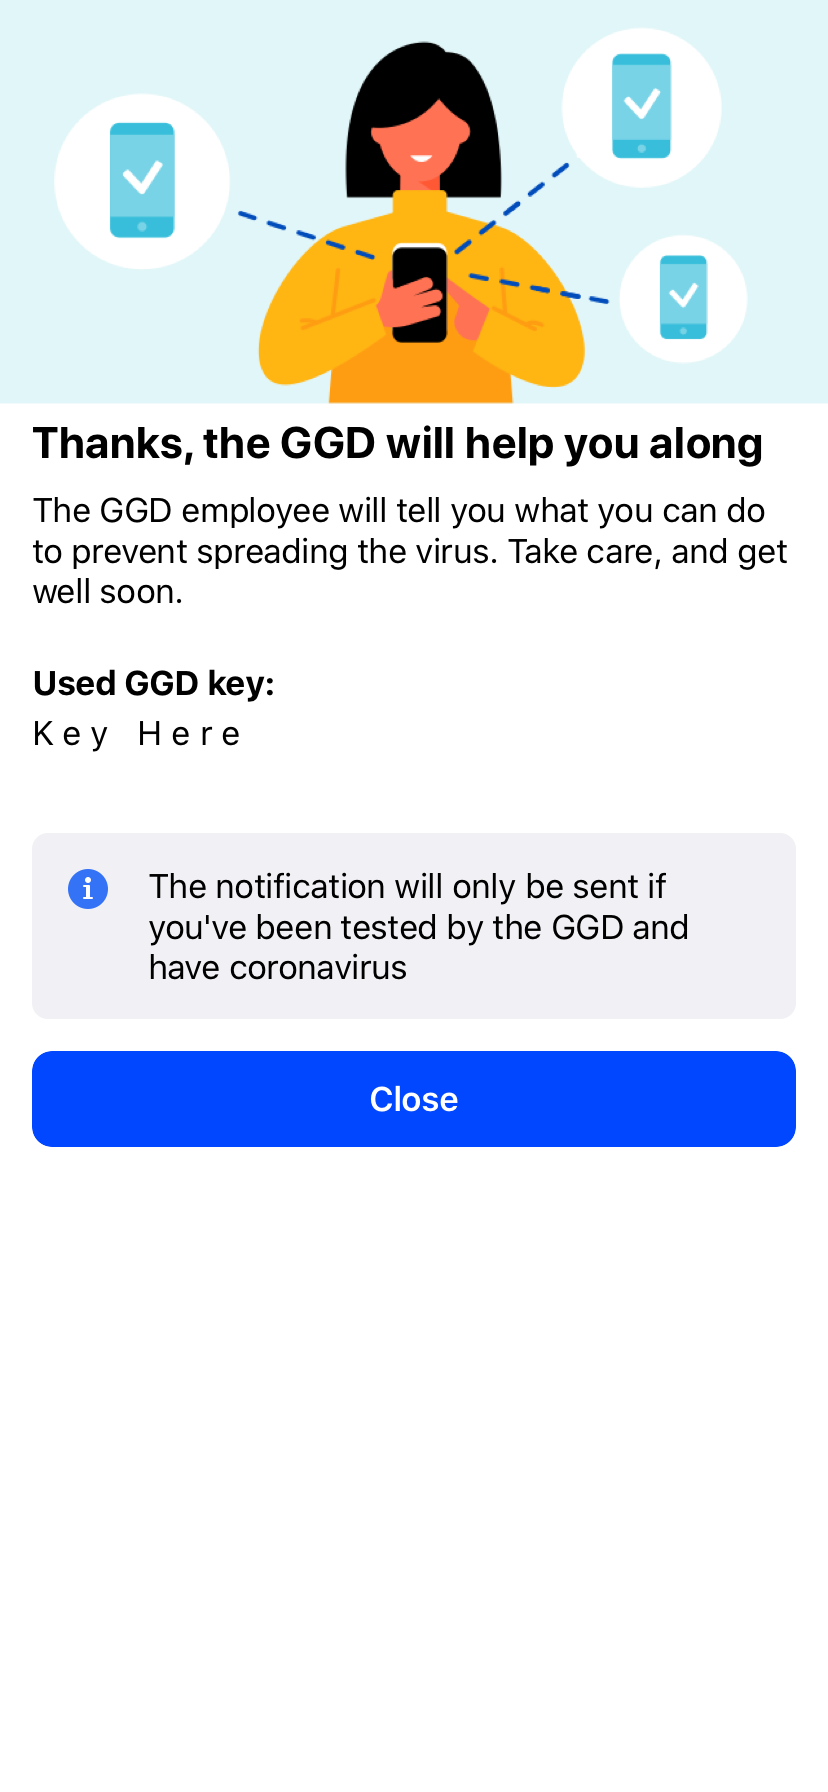 Thanks, the GGD will help you along
The GGD employee will tell you what you can do
to prevent spreading the virus. Take care, and get
well soon.
Used GGD key:
Key Here
The notification will only be sent if
you've been tested by the GGD and
have coronavirus
Close